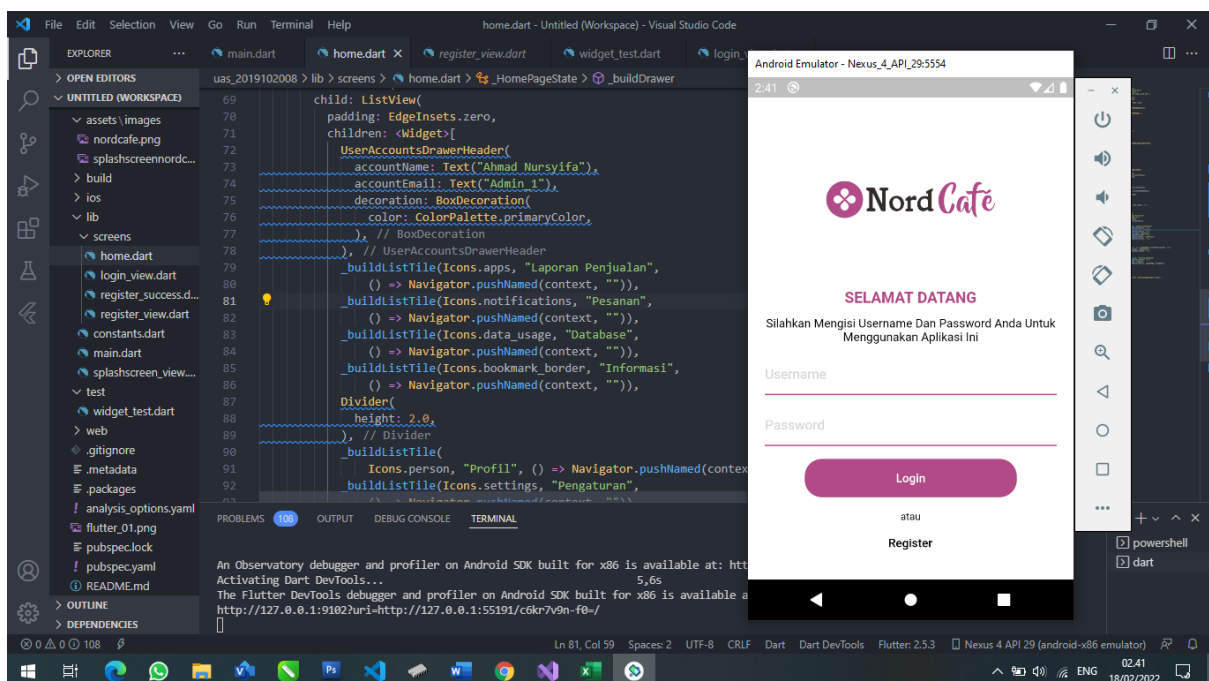 File Edit Selection View Go Run Terminal Help
home.dart - Untitled (Workspace) - Visual Studio Code
EXPLORER
main.dart
home.dart
register_view.dart
widget_test.dart
uas_2019102008 > lib > screens > home.dart > _HomePageState > _buildDrawer
OPEN EDITORS
UNTITLED (WORKSPACE)
assets\images
nordcafe.png
splashscreennordc...
build
ios
lib
screens
home.dart
login_view.dart
register_success.d...
register_view.dart
constants.dart
main.dart
splashscreen_view....
test
widget_test.dart
web
.gitignore
.metadata
.packages
analysis_options.yaml
flutter_01.png
pubspec.lock
pubspec.yaml
README.md
OUTLINE
DEPENDENCIES
69 child: ListView(
70 padding: EdgeInsets.zero,
71 children: <Widget>[
72 UserAccountsDrawerHeader(
73 accountName: Text("Ahmad Nursyifa"),
74 accountEmail: Text("Admin_1"),
75 decoration: BoxDecoration(
76 color: ColorPalette.primaryColor,
77 ), // BoxDecoration
78 ), // UserAccountsDrawerHeader
79 _buildListTile(Icons.apps, "Laporan Penjualan",
80 () => Navigator.pushNamed(context, "")),
81 _buildListTile(Icons.notifications, "Pesanan",
82 () => Navigator.pushNamed(context, "")),
83 _buildListTile(Icons.data_usage, "Database",
84 () => Navigator.pushNamed(context, "")),
85 _buildListTile(Icons.bookmark_border, "Informasi",
86 () => Navigator.pushNamed(context, "")),
87 Divider(
88 height: 2.0,
89 ), // Divider
90 _buildListTile(
91 Icons.person, "Profil", () => Navigator.pushNamed(contex
92 _buildListTile(Icons.settings, "Pengaturan",
PROBLEMS 108 OUTPUT DEBUG CONSOLE TERMINAL
An Observatory debugger and profiler on Android SDK built for x86 is available at: htt
Activating Dart DevTools... 5,6s
The Flutter DevTools debugger and profiler on Android SDK built for x86 is available a
http://127.0.0.1:9102?uri=http://127.0.0.1:55191/c6kr7v9n-f0=/
powershell
dart
Android Emulator - Nexus_4_API_29:5554
2:41
Nord Café
SELAMAT DATANG
Silahkan Mengisi Username Dan Password Anda Untuk
Menggunakan Aplikasi Ini
Username
Password
Login
atau
Register
0 0 108
Ln 81, Col 59 Spaces: 2 UTF-8 CRLF Dart Dart DevTools Flutter: 2.5.3 Nexus 4 API 29 (android-x86 emulator)
ENG
02.41
18/02/2022